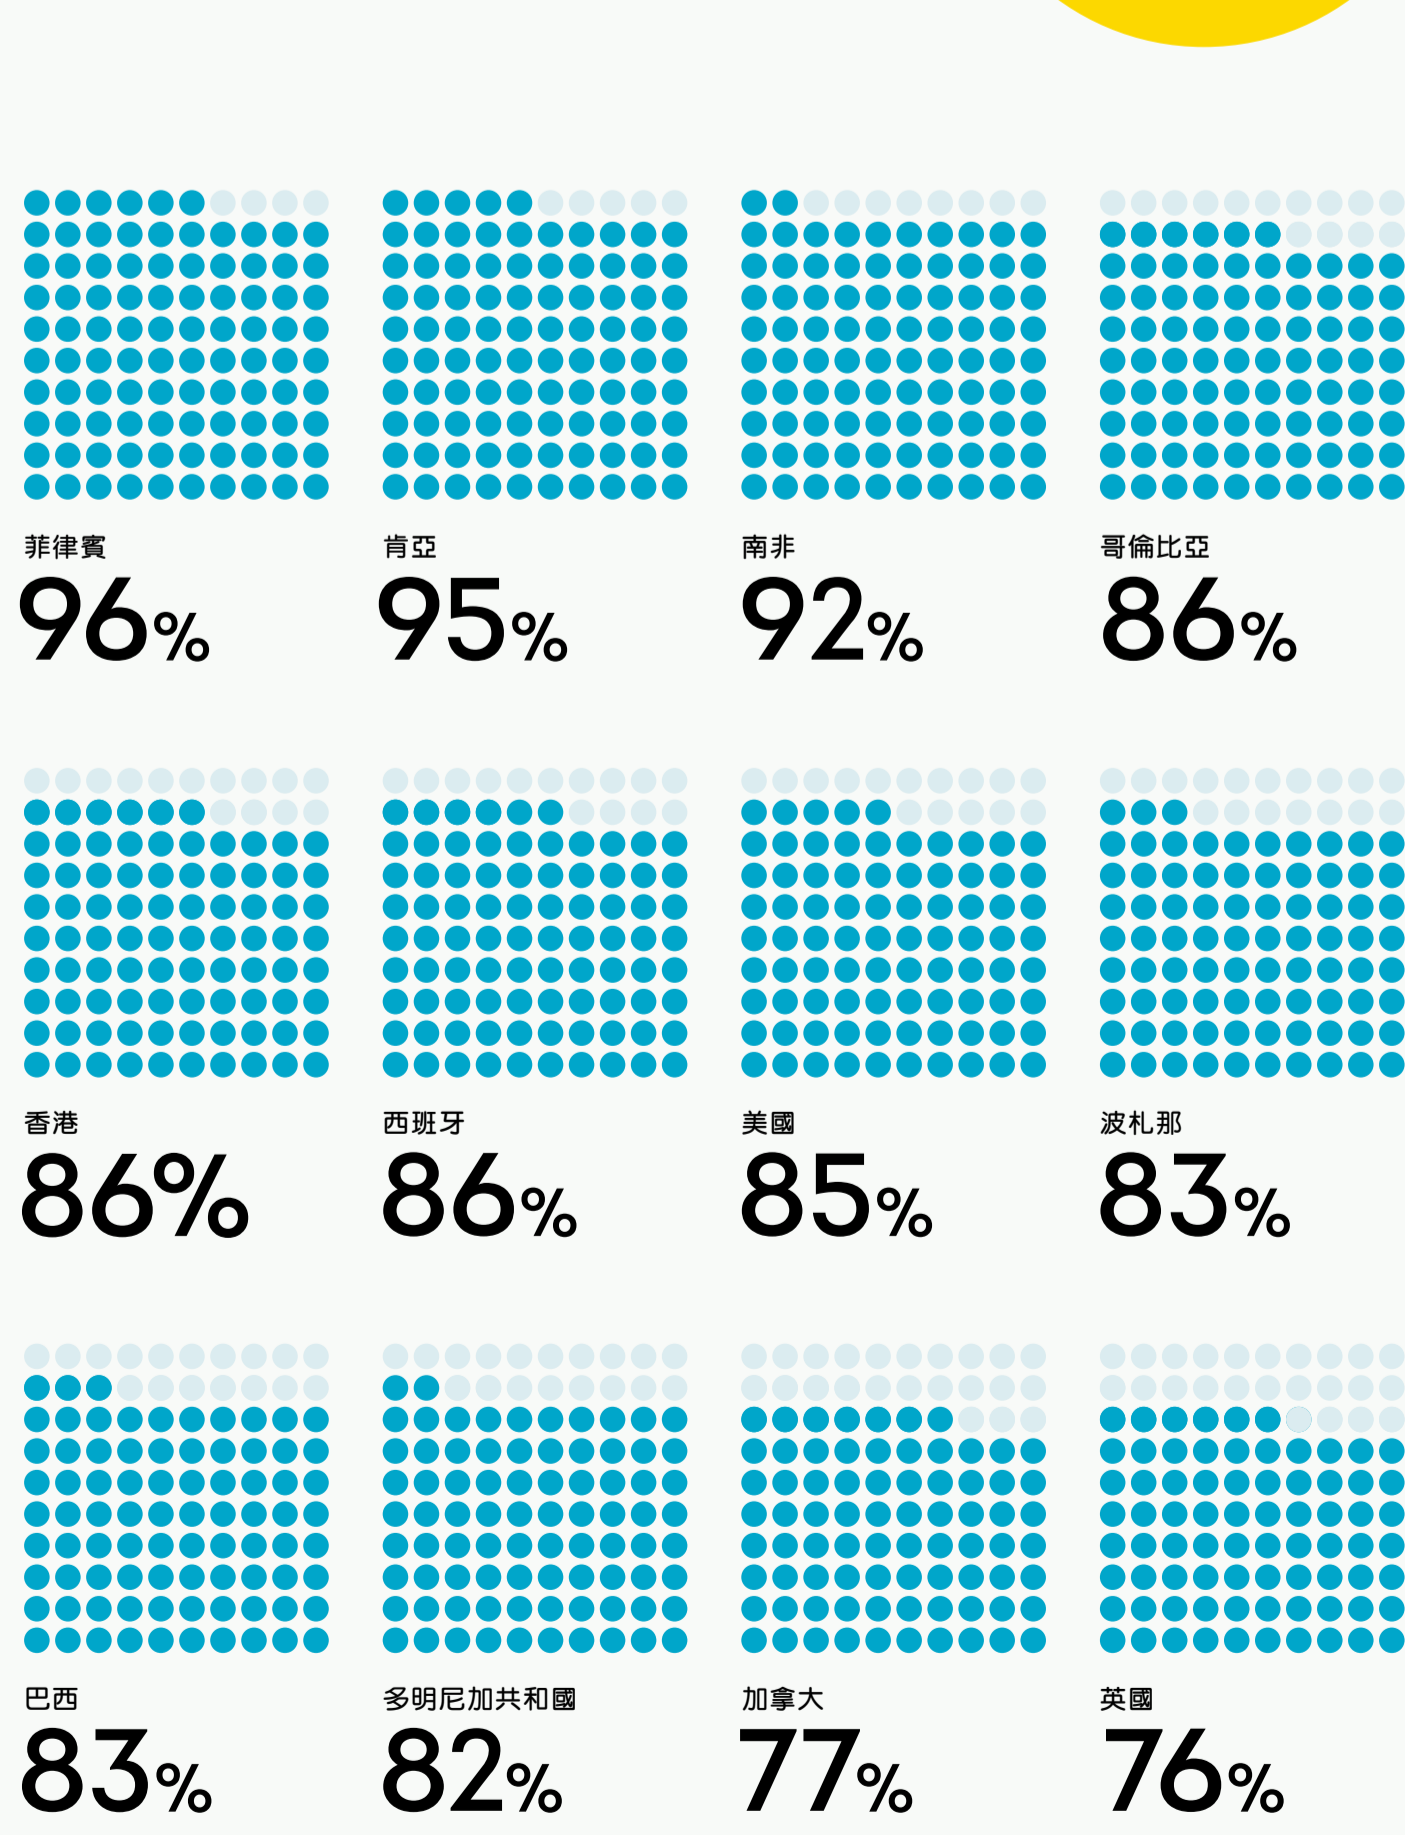 菲律賓
96%
肯亞
95%
南非
92%
哥倫比亞
86%
香港
86%
西班牙
86%
美國
85%
波札那
83%
巴西
83%
多明尼加共和國
82%
加拿大
77%
英國
76%